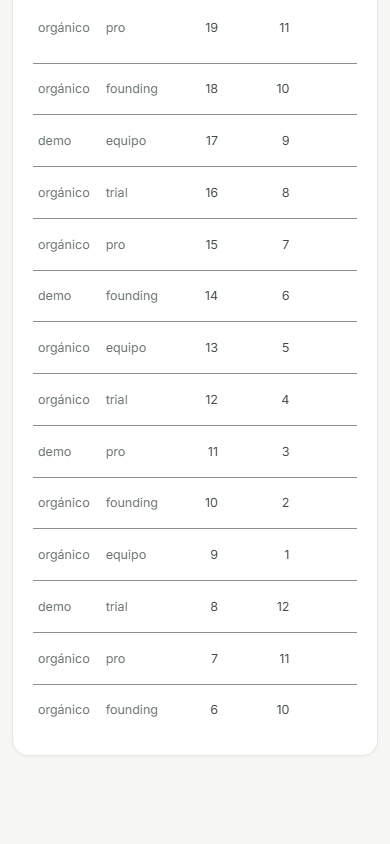 orgánico pro 19 11
orgánico founding 18 10
demo equipo 17 9
orgánico trial 16 8
orgánico pro 15 7
demo founding 14 6
orgánico equipo 13 5
orgánico trial 12 4
demo pro 11 3
orgánico founding 10 2
orgánico equipo 9 1
demo trial 8 12
orgánico pro 7 11
orgánico founding 6 10